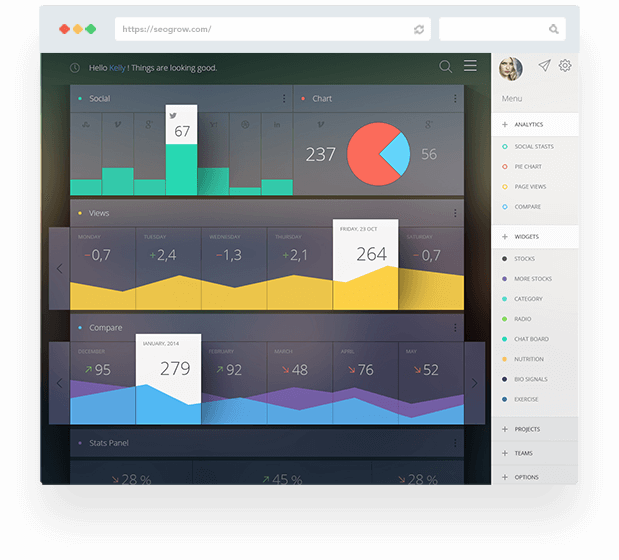 https://seogrow.com/
Hello Kelly ! Things are looking good.
Social
67
Chart
237
56
Views
MONDAY
TUESDAY
WEDNESDAY
THURSDAY
FRIDAY, 25 OCT
SATURDAY
−0,7
+2,4
−1,3
+2,1
264
−0,7
Compare
DECEMBER
JANUARY, 2014
FEBRUARY
MARCH
APRIL
MAY
95
279
92
48
76
52
Stats Panel
28 %
45 %
28 %
Menu
+ ANALYTICS
SOCIAL STASTS
PIE CHART
PAGE VIEWS
COMPARE
+ WIDGETS
STOCKS
MORE STOCKS
CATEGORY
RADIO
CHAT BOARD
NUTRITION
BIO SIGNALS
EXERCISE
+ PROJECTS
+ TEAMS
+ OPTIONS